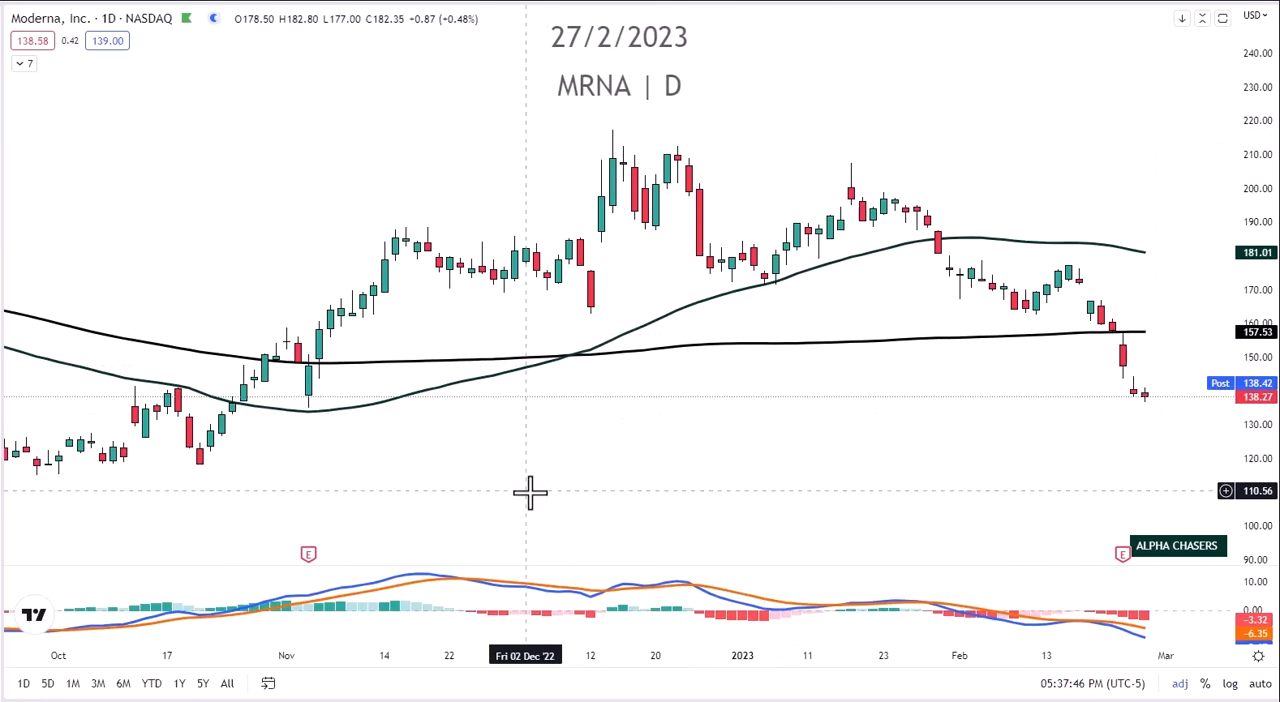 Moderna, Inc. · 1D · NASDAQ O178.50 H182.80 L177.00 C182.35 +0.87 (+0.48%)
138.58 0.42 139.00
7
27/2/2023
MRNA | D
USD
240.00
230.00
220.00
210.00
200.00
190.00
181.01
170.00
160.00
157.53
150.00
Post 138.42
138.27
130.00
120.00
110.56
100.00
90.00
E
E
ALPHA CHASERS
10.00
0.00
−3.32
−6.35
Oct 17 Nov 14 22 Fri 02 Dec '22 12 20 2023 11 23 Feb 13 Mar
1D 5D 1M 3M 6M YTD 1Y 5Y All 05:37:46 PM (UTC-5) adj % log auto